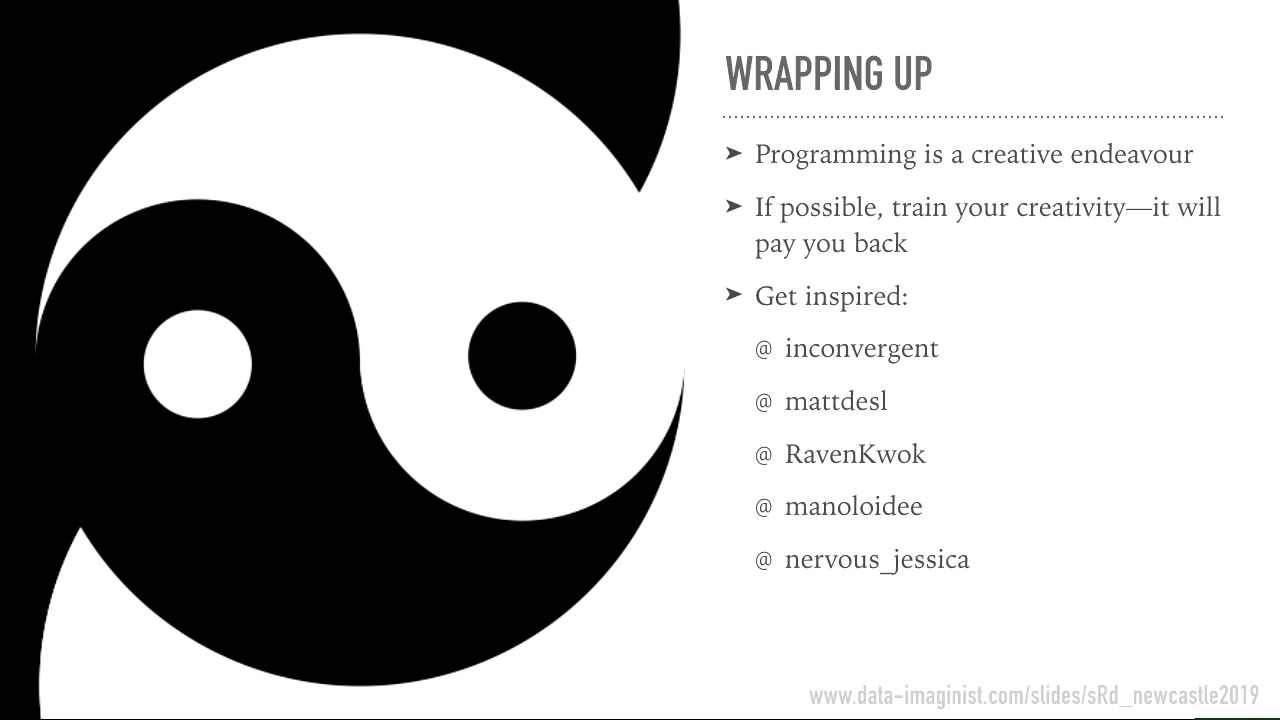 WRAPPING UP
➤ Programming is a creative endeavour
➤ If possible, train your creativity—it will
pay you back
➤ Get inspired:
@ inconvergent
@ mattdesl
@ RavenKwok
@ manoloidee
@ nervous_jessica
www.data-imaginist.com/slides/sRd_newcastle2019